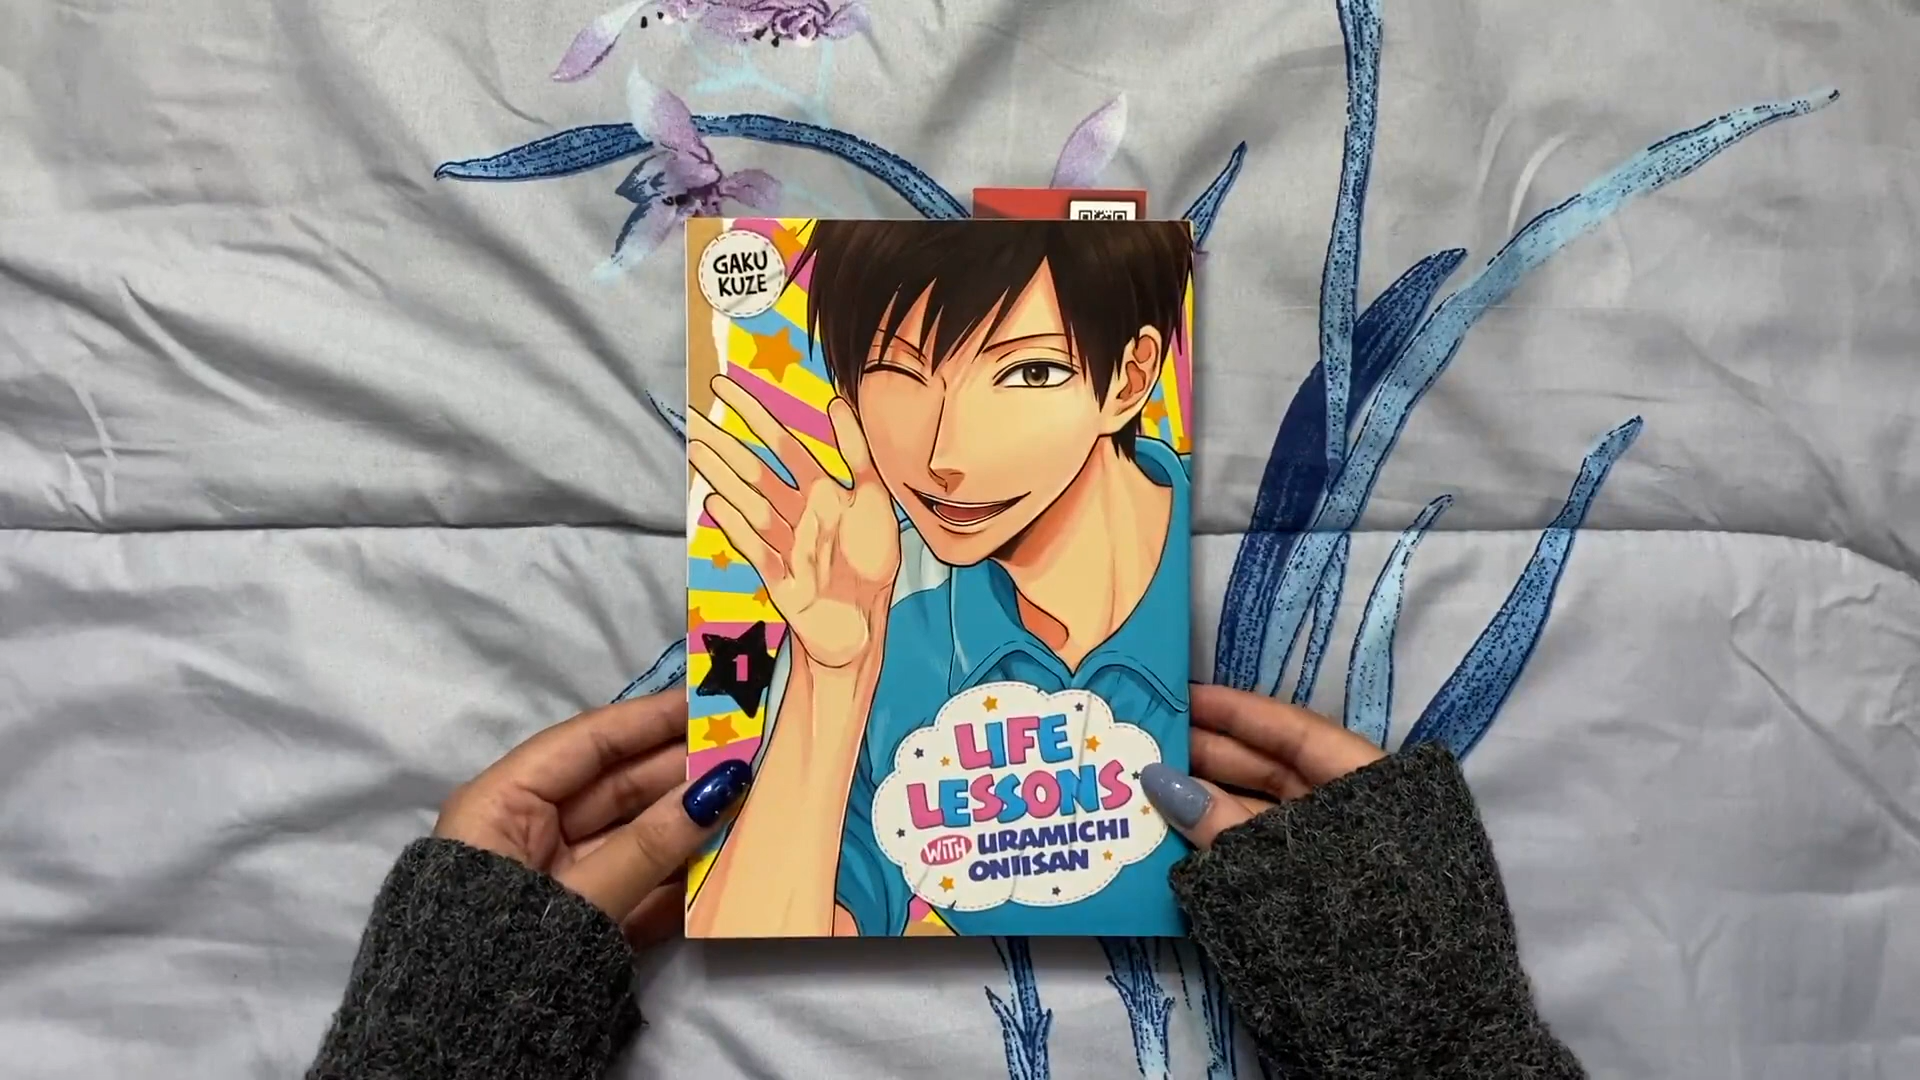 GAKU
KUZE
1
LIFE
LESSONS
WITH URAMICHI
ONIISAN